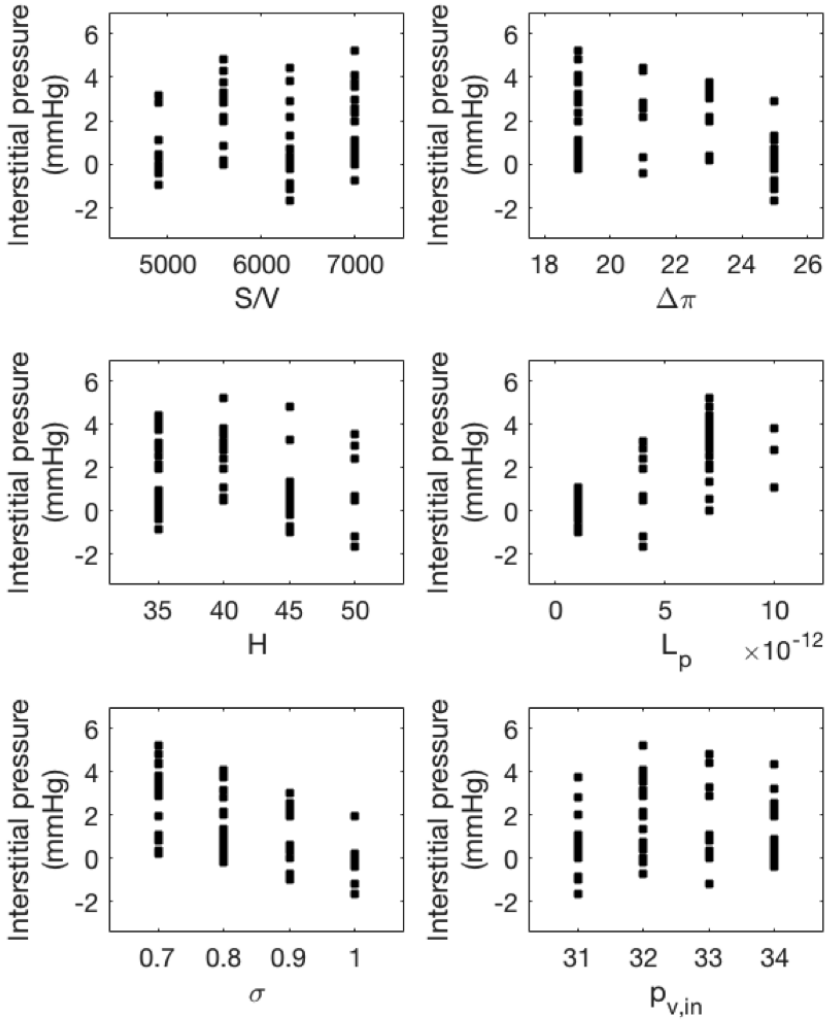 Interstitial pressure
(mmHg)
6
4
2
0
-2
5000 6000 7000
S/V
Interstitial pressure
(mmHg)
6
4
2
0
-2
18 20 22 24 26
Δπ
Interstitial pressure
(mmHg)
6
4
2
0
-2
35 40 45 50
H
Interstitial pressure
(mmHg)
6
4
2
0
-2
0 5 10
L_p ×10^-12
Interstitial pressure
(mmHg)
6
4
2
0
-2
0.7 0.8 0.9 1
σ
Interstitial pressure
(mmHg)
6
4
2
0
-2
31 32 33 34
p_v,in